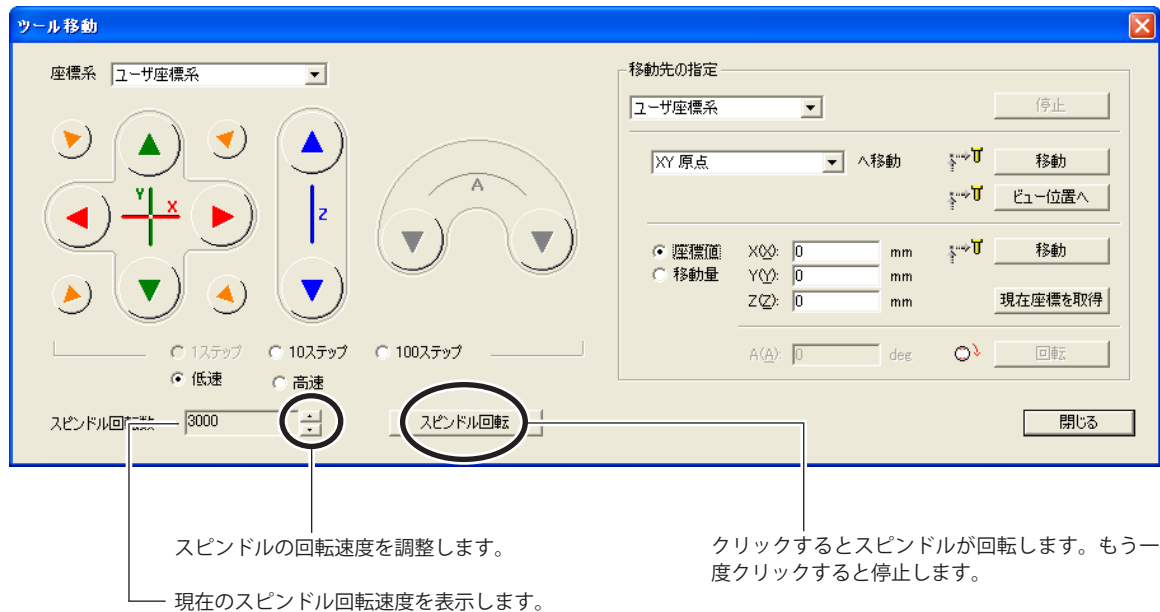 ツール移動
座標系 ユーザ座標系
Y
X
Z
A
1ステップ 10ステップ 100ステップ
低速 高速
スピンドル回転数 3000 スピンドル回転
移動先の指定
ユーザ座標系 停止
XY 原点 へ移動 移動
ビュー位置へ
座標値 X(X): 0 mm 移動
移動量 Y(Y): 0 mm
Z(Z): 0 mm 現在座標を取得
A(A): 0 deg 回転
閉じる
スピンドルの回転速度を調整します。
現在のスピンドル回転速度を表示します。
クリックするとスピンドルが回転します。もう一
度クリックすると停止します。